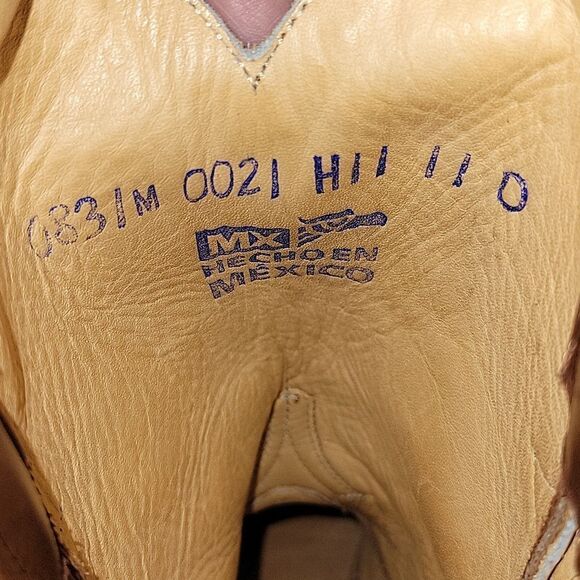 0831M 0021 H11 11 D
MX
HECHO EN
MÉXICO